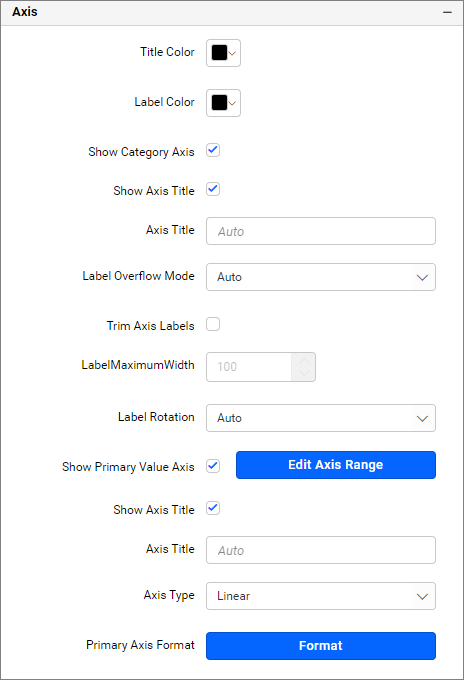 Axis
Title Color
Label Color
Show Category Axis
Show Axis Title
Axis Title Auto
Label Overflow Mode Auto
Trim Axis Labels
LabelMaximumWidth 100
Label Rotation Auto
Show Primary Value Axis Edit Axis Range
Show Axis Title
Axis Title Auto
Axis Type Linear
Primary Axis Format Format